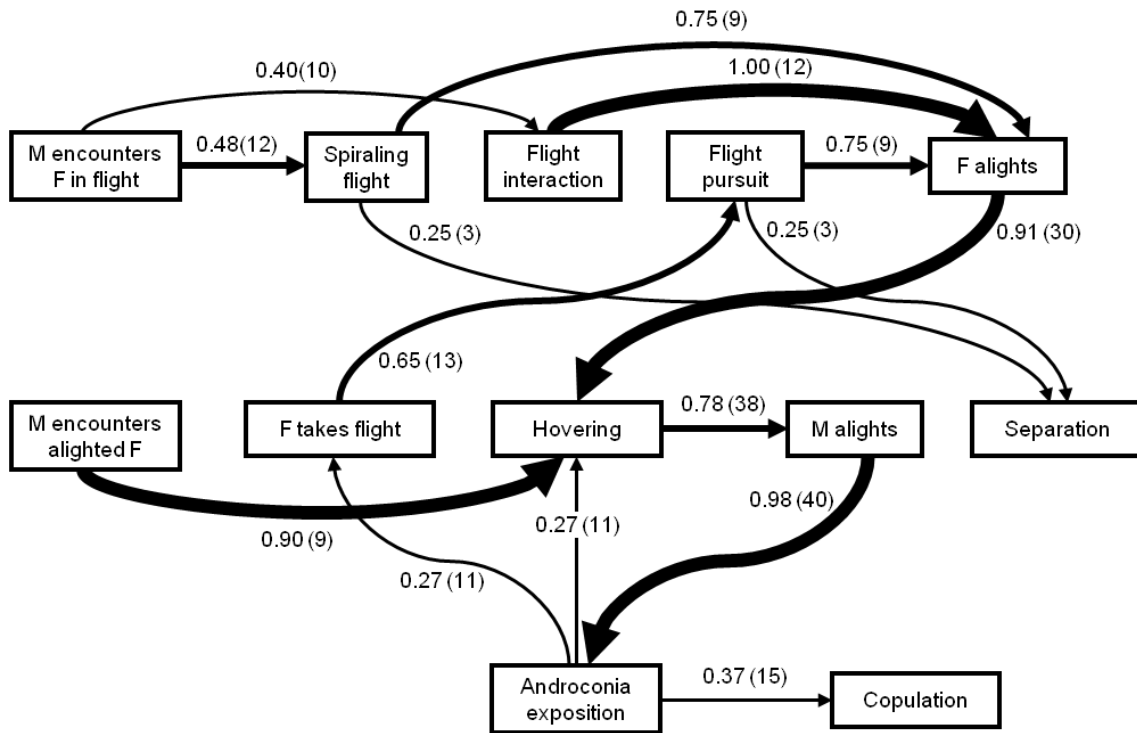 0.75 (9)
0.40(10)
1.00 (12)
M encounters
F in flight
0.48(12)
Spiraling
flight
Flight
interaction
Flight
pursuit
0.75 (9)
F alights
0.25 (3)
0.25 (3)
0.91 (30)
0.65 (13)
M encounters
alighted F
F takes flight
Hovering
0.78 (38)
M alights
Separation
0.90 (9)
0.27 (11)
0.27 (11)
0.98 (40)
Androconia
exposition
0.37 (15)
Copulation